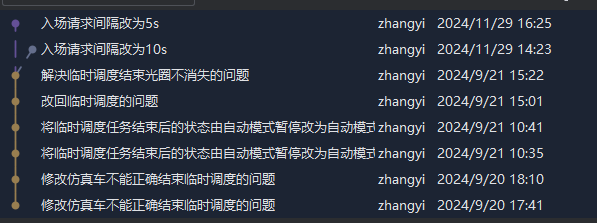 入场请求间隔改为5s zhangyi 2024/11/29 16:25
入场请求间隔改为10s zhangyi 2024/11/29 14:23
解决临时调度结束光圈不消失的问题 zhangyi 2024/9/21 15:22
改回临时调度的问题 zhangyi 2024/9/21 15:01
将临时调度任务结束后的状态由自动模式暂停改为自动模式 zhangyi 2024/9/21 10:41
将临时调度任务结束后的状态由自动模式暂停改为自动模式 zhangyi 2024/9/21 10:35
修改仿真车不能正确结束临时调度的问题 zhangyi 2024/9/20 18:10
修改仿真车不能正确结束临时调度的问题 zhangyi 2024/9/20 17:41